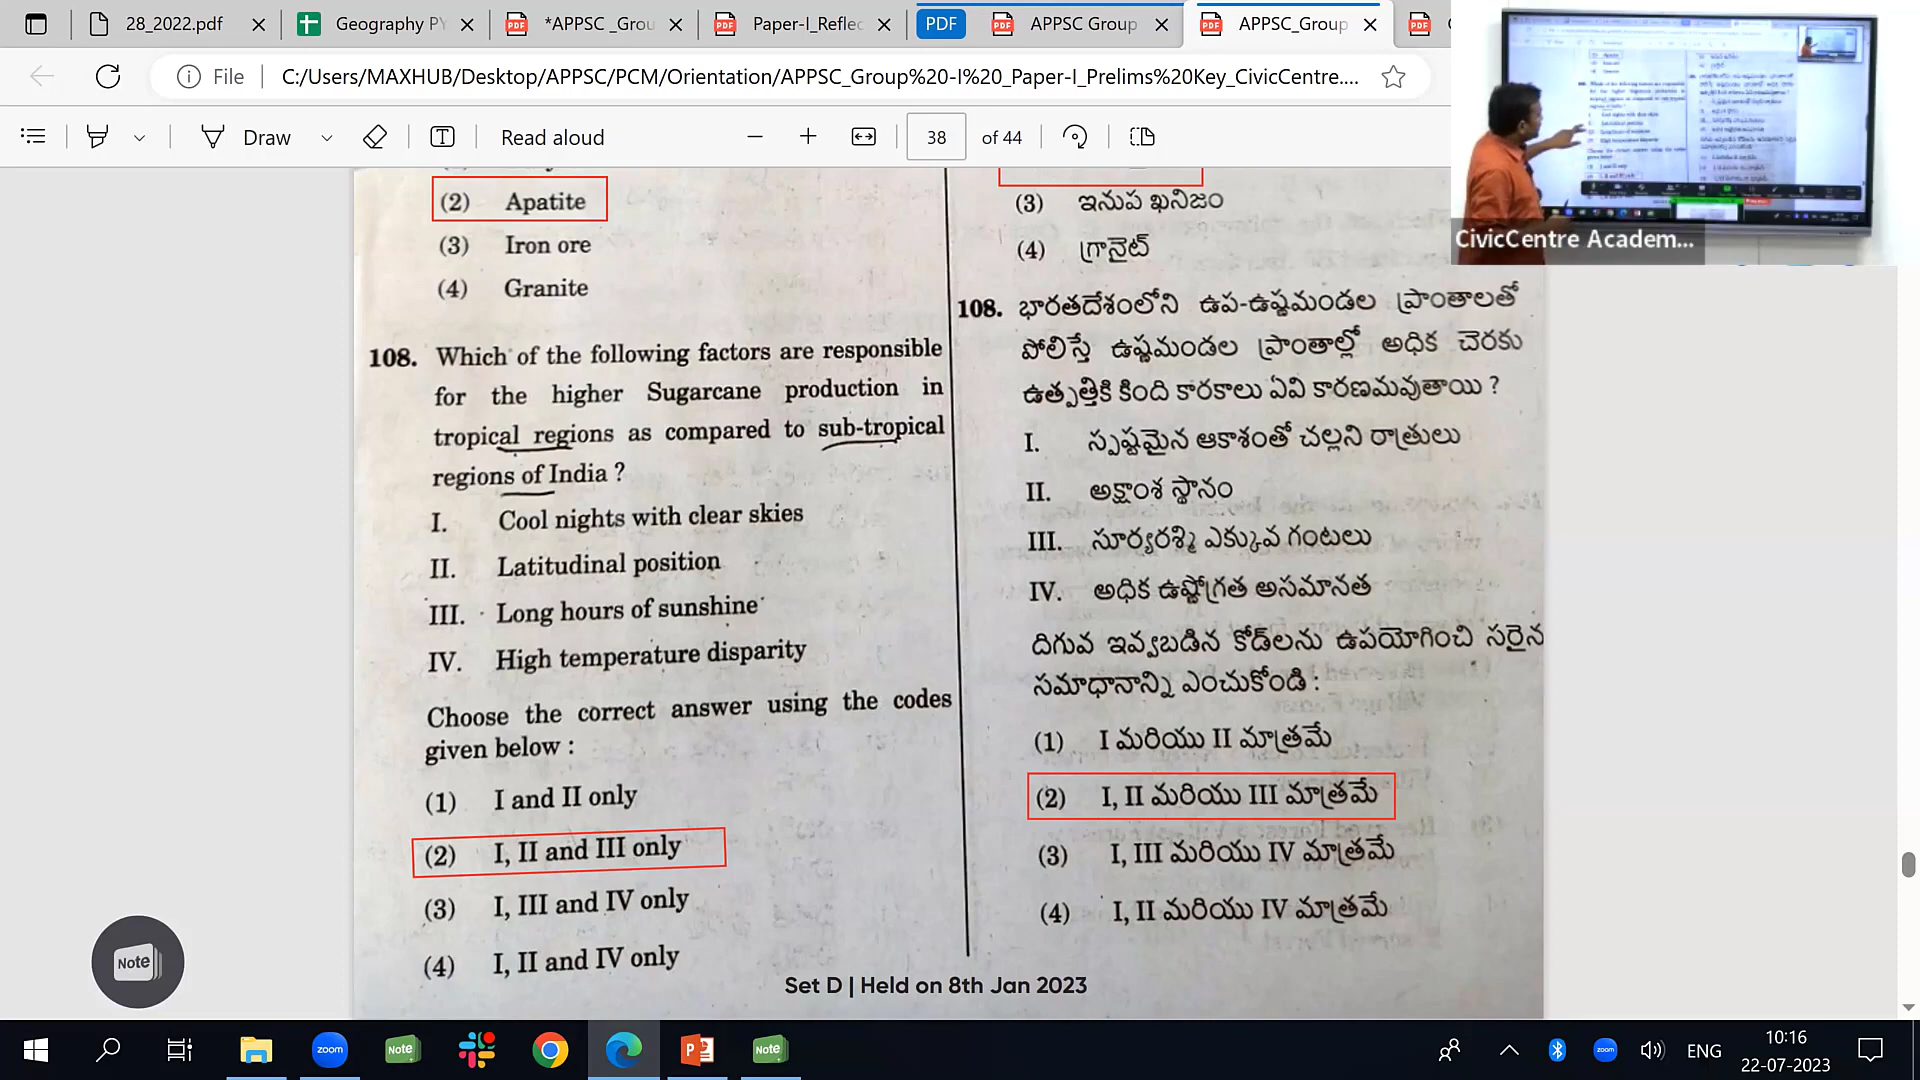 28_2022.pdf
Geography PY
*APPSC _Grou
Paper-I_Reflec
PDF
APPSC Group
APPSC_Group
File
C:/Users/MAXHUB/Desktop/APPSC/PCM/Orientation/APPSC_Group%20-I%20_Paper-I_Prelims%20Key_CivicCentre....
Draw
Read aloud
38
of 44
CivicCentre Academ...
(2) Apatite
(3) Iron ore
(4) Granite
108. Which of the following factors are responsible
for the higher Sugarcane production in
tropical regions as compared to sub-tropical
regions of India ?
I. Cool nights with clear skies
II. Latitudinal position
III. Long hours of sunshine
IV. High temperature disparity
Choose the correct answer using the codes
given below :
(1) I and II only
(2) I, II and III only
(3) I, III and IV only
(4) I, II and IV only
(3) ఇనుప ఖనిజం
(4) గ్రానైట్
108. భారతదేశంలోని ఉప-ఉష్ణమండల ప్రాంతాలతో
పోలిస్తే ఉష్ణమండల ప్రాంతాల్లో అధిక చెరకు
ఉత్పత్తికి కింది కారకాలు ఏవి కారణమవుతాయి ?
I. స్పష్టమైన ఆకాశంతో చల్లని రాత్రులు
II. అక్షాంశ స్థానం
III. సూర్యరశ్మి ఎక్కువ గంటలు
IV. అధిక ఉష్ణోగ్రత అసమానత
దిగువ ఇవ్వబడిన కోడ్‌లను ఉపయోగించి సరైన
సమాధానాన్ని ఎంచుకోండి :
(1) I మరియు II మాత్రమే
(2) I, II మరియు III మాత్రమే
(3) I, III మరియు IV మాత్రమే
(4) I, II మరియు IV మాత్రమే
Set D | Held on 8th Jan 2023
Note
zoom
Note
Note
zoom
ENG
10:16
22-07-2023